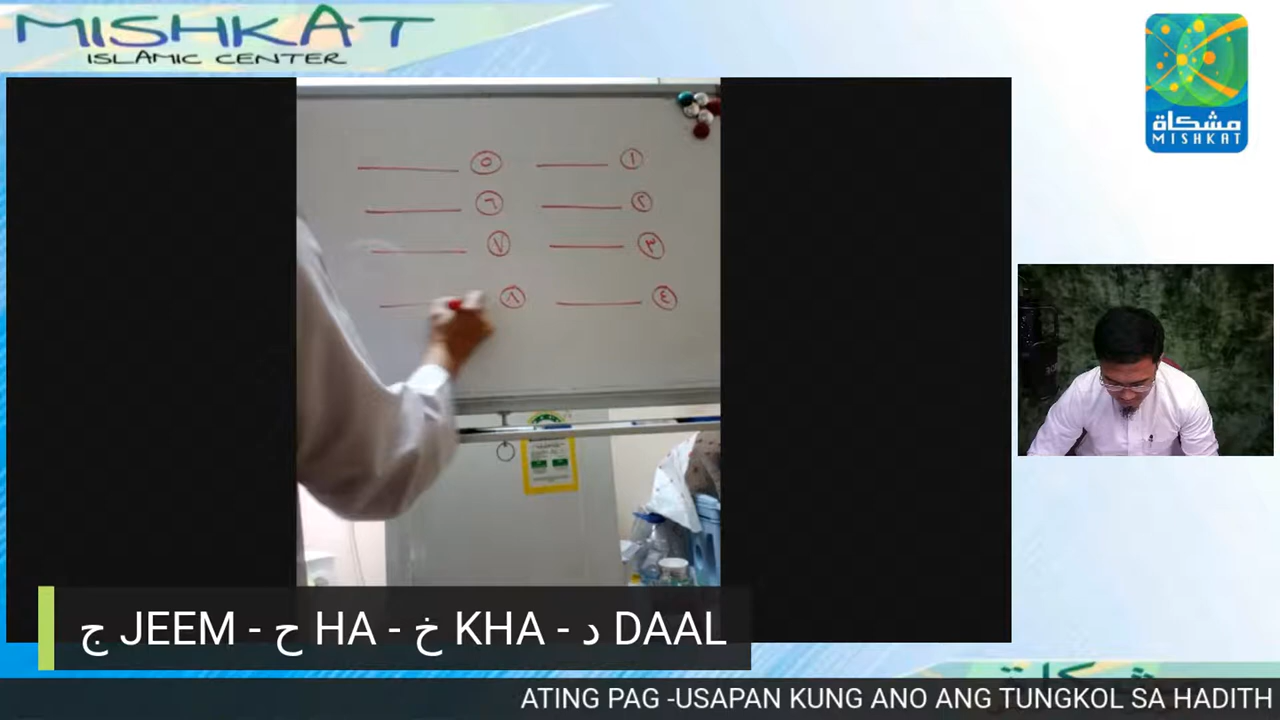 MISHKAT
ISLAMIC CENTER
مشكاة
MISHKAT
١ ٥
٢ ٦
٣ ٧
٤ ٨
ج JEEM - ح HA - خ KHA - د DAAL
ATING PAG -USAPAN KUNG ANO ANG TUNGKOL SA HADITH